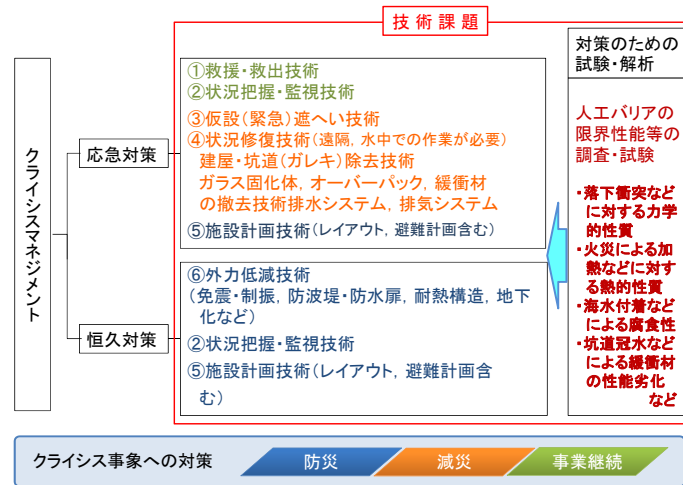 技術課題
クライシスマネジメント
応急対策
①救援・救出技術
②状況把握・監視技術
③仮設(緊急)遮へい技術
④状況修復技術(遠隔, 水中での作業が必要)
建屋・坑道(ガレキ)除去技術
ガラス固化体, オーバーパック, 緩衝材
の撤去技術排水システム, 排気システム
⑤施設計画技術(レイアウト, 避難計画含む)
恒久対策
⑥外力低減技術
(免震・制振, 防波堤・防水扉, 耐熱構造, 地下
化など)
②状況把握・監視技術
⑤施設計画技術(レイアウト, 避難計画含
む)
対策のための
試験・解析
人工バリアの
限界性能等の
調査・試験
・落下衝突など
に対する力学
的性質
・火災による加
熱などに対す
る熱的性質
・海水付着など
による腐食性
・坑道冠水など
による緩衝材
の性能劣化
など
クライシス事象への対策
防災
減災
事業継続